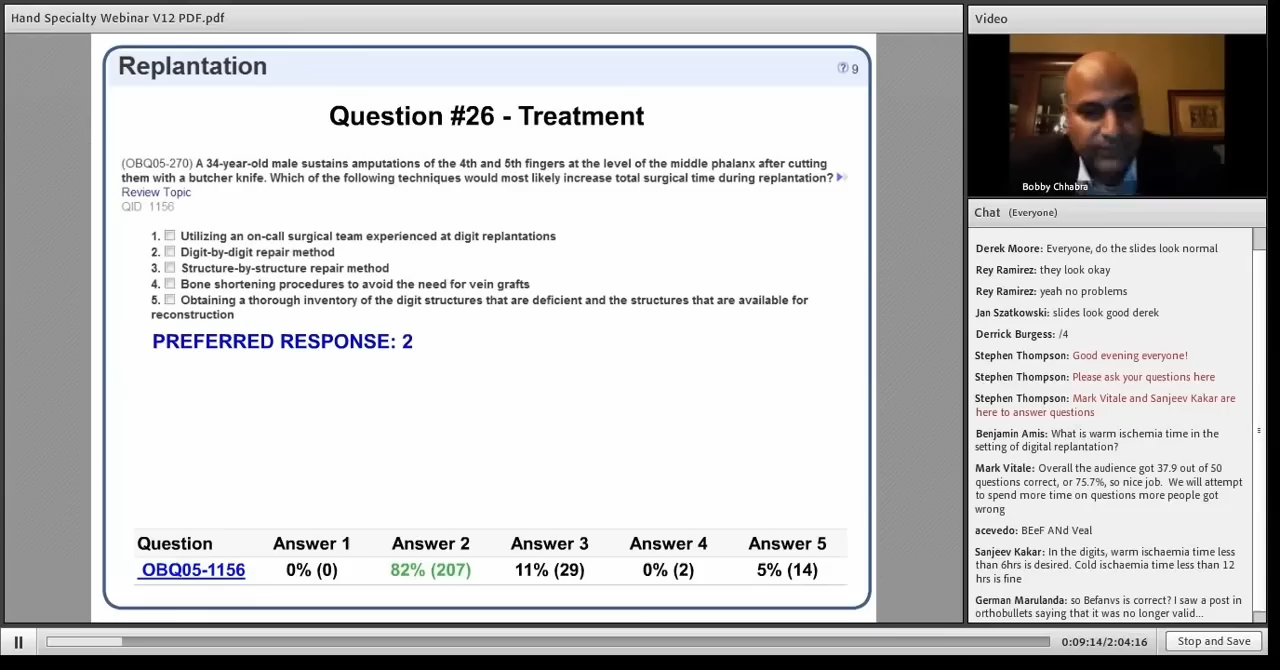 Hand Specialty Webinar V12 PDF.pdf
Replantation
? 9
Question #26 - Treatment
(OBQ05-270) A 34-year-old male sustains amputations of the 4th and 5th fingers at the level of the middle phalanx after cutting
them with a butcher knife. Which of the following techniques would most likely increase total surgical time during replantation?
Review Topic
QID 1156
1. Utilizing an on-call surgical team experienced at digit replantations
2. Digit-by-digit repair method
3. Structure-by-structure repair method
4. Bone shortening procedures to avoid the need for vein grafts
5. Obtaining a thorough inventory of the digit structures that are deficient and the structures that are available for
reconstruction
PREFERRED RESPONSE: 2
Question Answer 1 Answer 2 Answer 3 Answer 4 Answer 5
OBQ05-1156 0% (0) 82% (207) 11% (29) 0% (2) 5% (14)
Video
Bobby Chhabra
Chat (Everyone)
Derek Moore: Everyone, do the slides look normal
Rey Ramirez: they look okay
Rey Ramirez: yeah no problems
Jan Szatkowski: slides look good derek
Derrick Burgess: /4
Stephen Thompson: Good evening everyone!
Stephen Thompson: Please ask your questions here
Stephen Thompson: Mark Vitale and Sanjeev Kakar are
here to answer questions
Benjamin Amis: What is warm ischemia time in the
setting of digital replantation?
Mark Vitale: Overall the audience got 37.9 out of 50
questions correct, or 75.7%, so nice job. We will attempt
to spend more time on questions more people got
wrong
acevedo: BEeF ANd Veal
Sanjeev Kakar: In the digits, warm ischaemia time less
than 6hrs is desired. Cold ischaemia time less than 12
hrs is fine
German Marulanda: so Befanvs is correct? I saw a post in
orthobullets saying that it was no longer valid...
0:09:14/2:04:16
Stop and Save